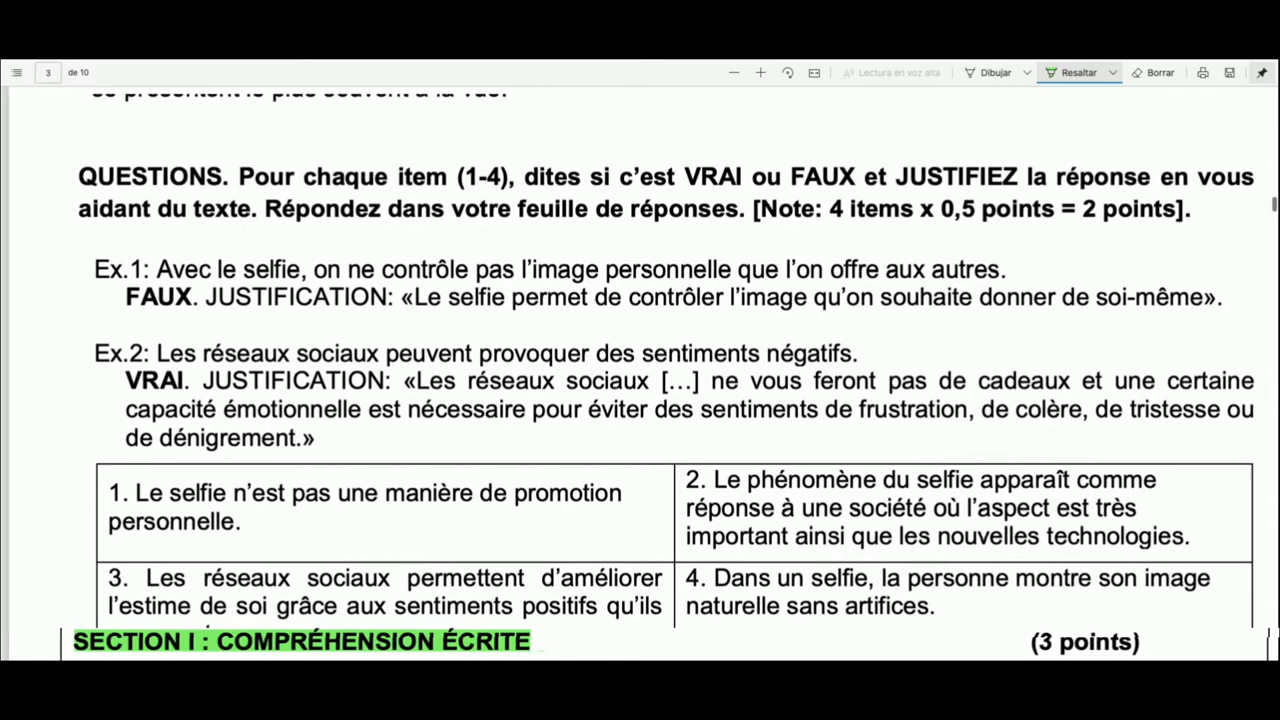 3 de 10 Lectura en voz alta Dibujar Resaltar Borrar
se présentent le plus souvent à la vue.
QUESTIONS. Pour chaque item (1-4), dites si c’est VRAI ou FAUX et JUSTIFIEZ la réponse en vous
aidant du texte. Répondez dans votre feuille de réponses. [Note: 4 items x 0,5 points = 2 points].
Ex.1: Avec le selfie, on ne contrôle pas l’image personnelle que l’on offre aux autres.
FAUX. JUSTIFICATION: «Le selfie permet de contrôler l’image qu’on souhaite donner de soi-même».
Ex.2: Les réseaux sociaux peuvent provoquer des sentiments négatifs.
VRAI. JUSTIFICATION: «Les réseaux sociaux […] ne vous feront pas de cadeaux et une certaine
capacité émotionnelle est nécessaire pour éviter des sentiments de frustration, de colère, de tristesse ou
de dénigrement.»
1. Le selfie n’est pas une manière de promotion
personnelle.
2. Le phénomène du selfie apparaît comme
réponse à une société où l’aspect est très
important ainsi que les nouvelles technologies.
3. Les réseaux sociaux permettent d’améliorer
l’estime de soi grâce aux sentiments positifs qu’ils
4. Dans un selfie, la personne montre son image
naturelle sans artifices.
SECTION I : COMPRÉHENSION ÉCRITE (3 points)